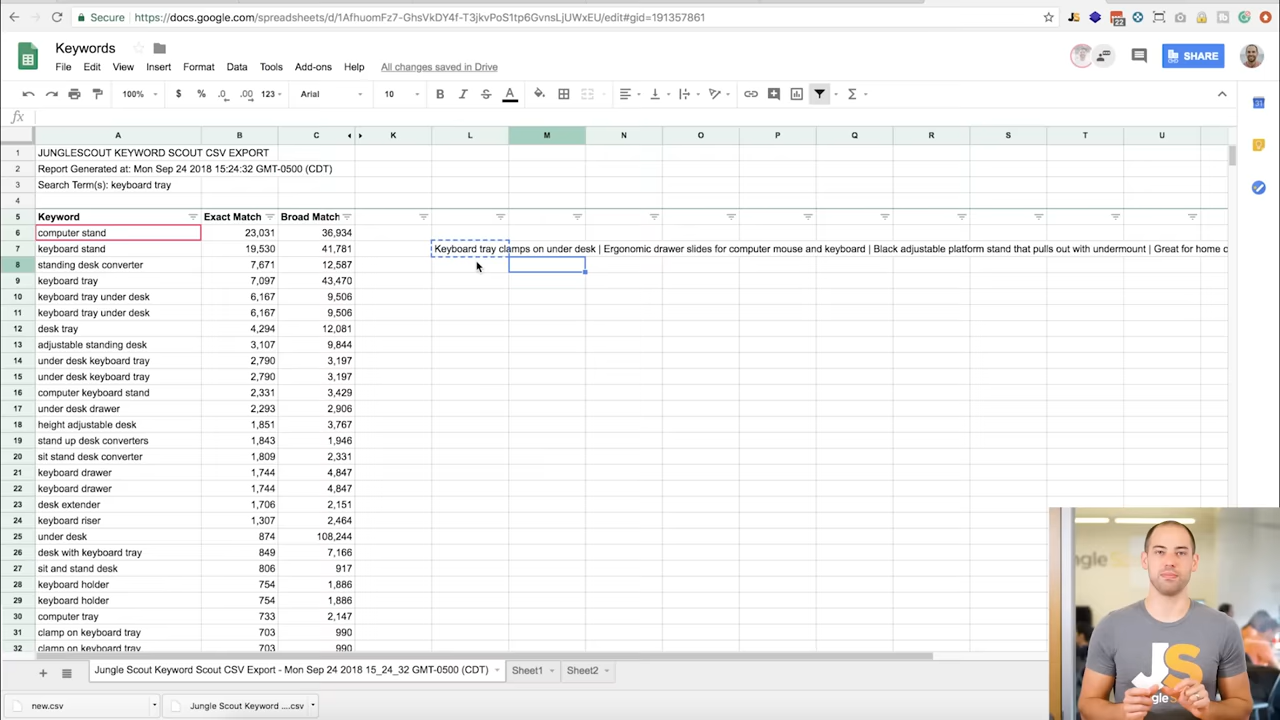 Secure | https://docs.google.com/spreadsheets/d/1AfhuomFz7-GhsVkDY4f-T3jkvPoS1tp6GvnsLjUWxEU/edit#gid=191357861
22
Keywords
File Edit View Insert Format Data Tools Add-ons Help All changes saved in Drive
SHARE
100% $ % .0 .00 123 Arial 10 B I S A
fx
A B C K L M N O P Q R S T U
1 JUNGLESCOUT KEYWORD SCOUT CSV EXPORT
2 Report Generated at: Mon Sep 24 2018 15:24:32 GMT-0500 (CDT)
3 Search Term(s): keyboard tray
4
5 Keyword Exact Match Broad Match
6 computer stand 23,031 36,934
7 keyboard stand 19,530 41,781 Keyboard tray clamps on under desk | Ergonomic drawer slides for computer mouse and keyboard | Black adjustable platform stand that pulls out with undermount | Great for home o
8 standing desk converter 7,671 12,587
9 keyboard tray 7,097 43,470
10 keyboard tray under desk 6,167 9,506
11 keyboard tray under desk 6,167 9,506
12 desk tray 4,294 12,081
13 adjustable standing desk 3,107 9,844
14 under desk keyboard tray 2,790 3,197
15 under desk keyboard tray 2,790 3,197
16 computer keyboard stand 2,331 3,429
17 under desk drawer 2,293 2,906
18 height adjustable desk 1,851 3,767
19 stand up desk converters 1,843 1,946
20 sit stand desk converter 1,809 2,331
21 keyboard drawer 1,744 4,847
22 keyboard drawer 1,744 4,847
23 desk extender 1,706 2,151
24 keyboard riser 1,307 2,464
25 under desk 874 108,244
26 desk with keyboard tray 849 7,166
27 sit and stand desk 806 917
28 keyboard holder 754 1,886
29 keyboard holder 754 1,886
30 computer tray 733 2,147
31 clamp on keyboard tray 703 990
32 clamp on keyboard tray 703 990
Jungle Scout Keyword Scout CSV Export - Mon Sep 24 2018 15_24_32 GMT-0500 (CDT) Sheet1 Sheet2
new.csv Jungle Scout Keyword ....csv
JS